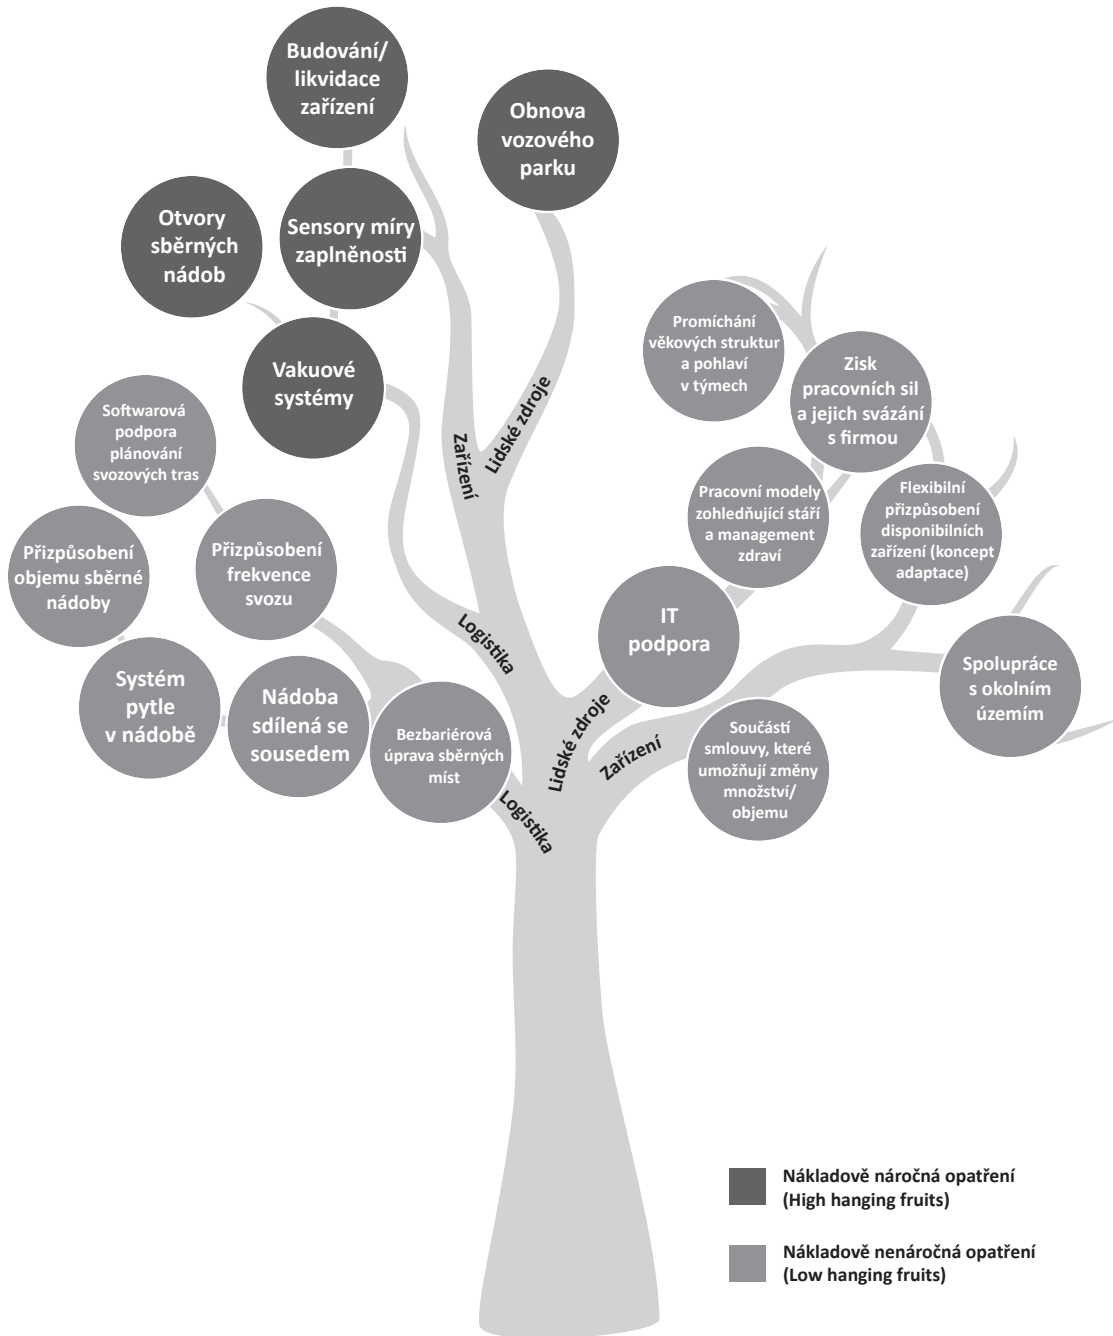 Budování/
likvidace
zařízení
Obnova
vozového
parku
Otvory
sběrných
nádob
Sensory míry
zaplněnosti
Vakuové
systémy
Promíchání
věkových struktur
a pohlaví
v týmech
Zisk
pracovních sil
a jejich svázání
s firmou
Softwarová
podpora
plánování
svozových tras
Zařízení
Lidské zdroje
Pracovní modely
zohledňující stáří
a management
zdraví
Flexibilní
přizpůsobení
disponibilních
zařízení (koncept
adaptace)
Přizpůsobení
objemu sběrné
nádoby
Přizpůsobení
frekvence
svozu
IT
podpora
Logistika
Systém
pytle
v nádobě
Nádoba
sdílená se
sousedem
Bezbariérová
úprava sběrných
míst
Lidské zdroje
Zařízení
Logistika
Součástí
smlouvy, které
umožňují změny
množství/
objemu
Spolupráce
s okolním
územím
Nákladově náročná opatření
(High hanging fruits)
Nákladově nenáročná opatření
(Low hanging fruits)